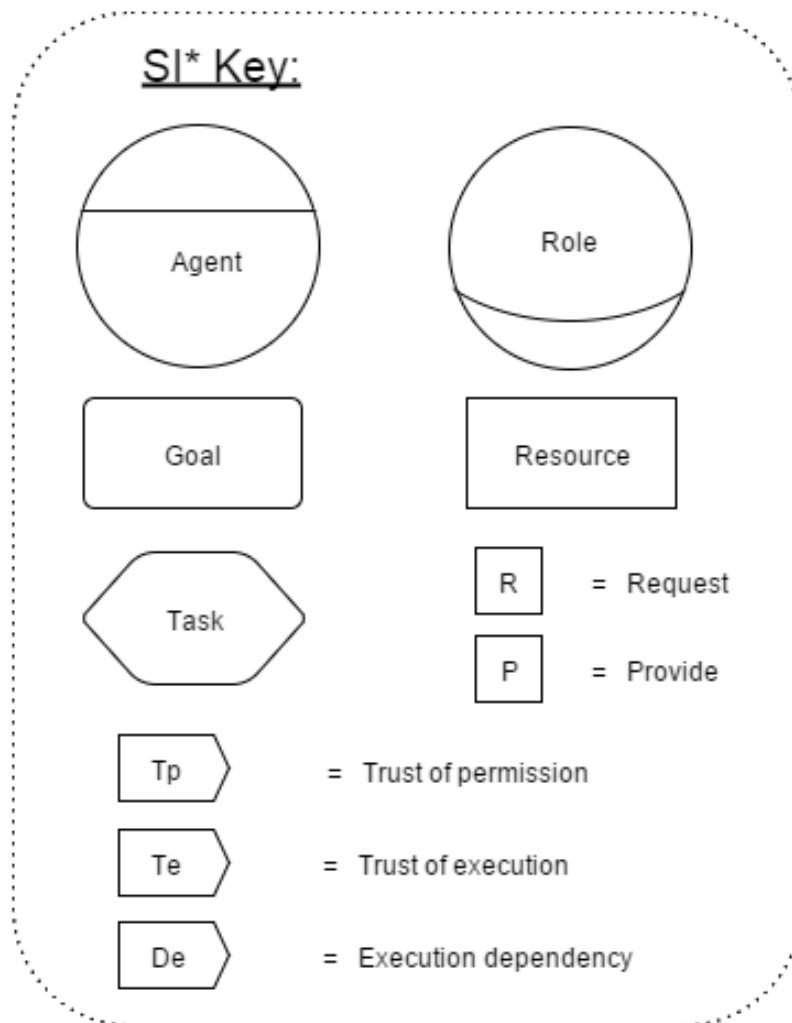 SI* Key:
Agent
Role
Goal
Resource
Task
R = Request
P = Provide
Tp = Trust of permission
Te = Trust of execution
De = Execution dependency